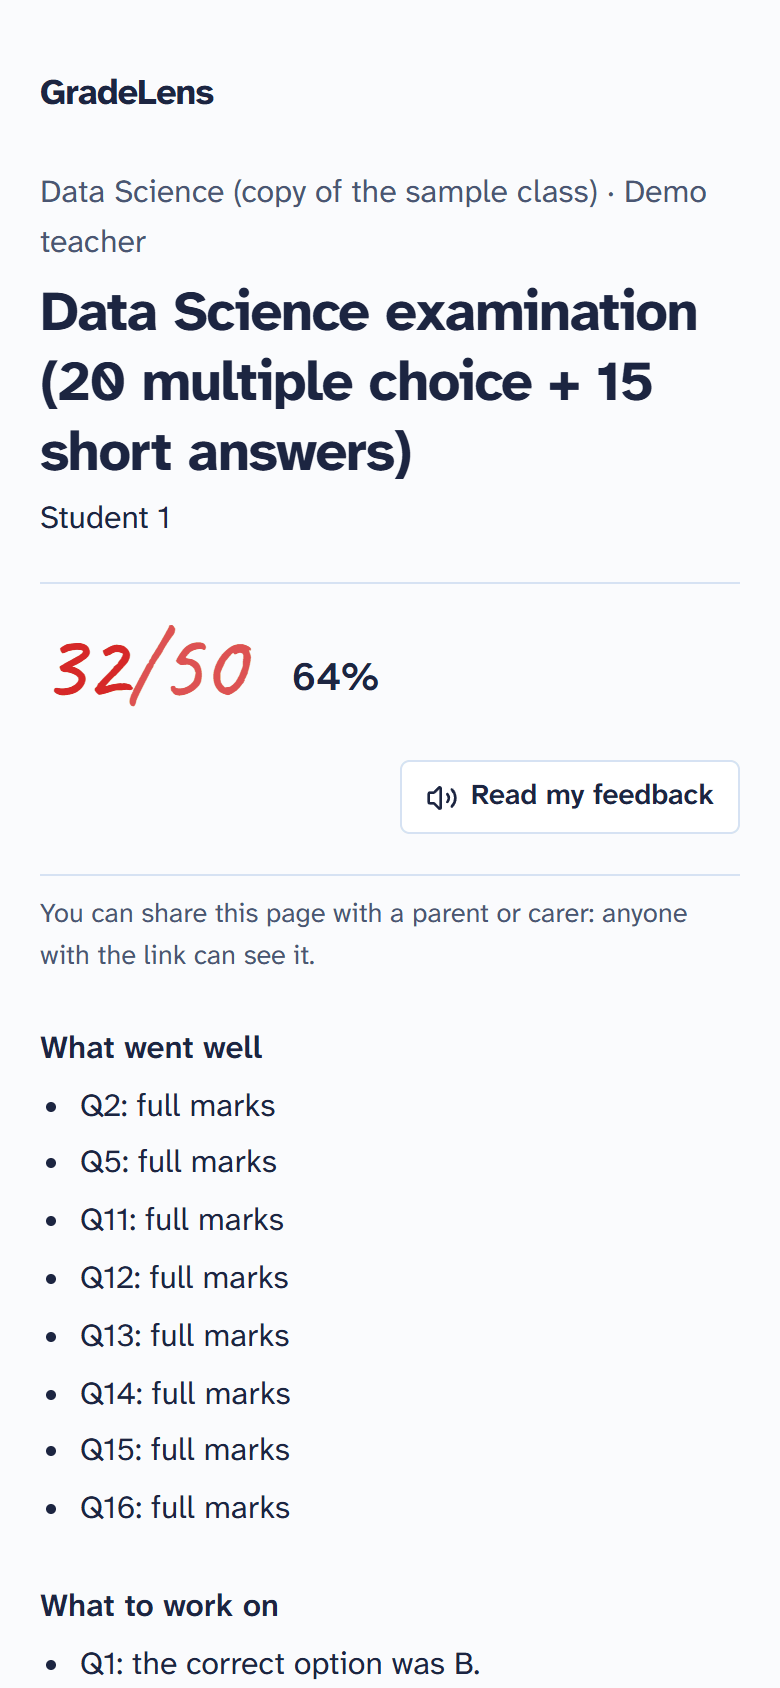 GradeLens
Data Science (copy of the sample class) · Demo
teacher
Data Science examination
(20 multiple choice + 15
short answers)
Student 1
32/50 64%
Read my feedback
You can share this page with a parent or carer: anyone
with the link can see it.
What went well
• Q2: full marks
• Q5: full marks
• Q11: full marks
• Q12: full marks
• Q13: full marks
• Q14: full marks
• Q15: full marks
• Q16: full marks
What to work on
• Q1: the correct option was B.